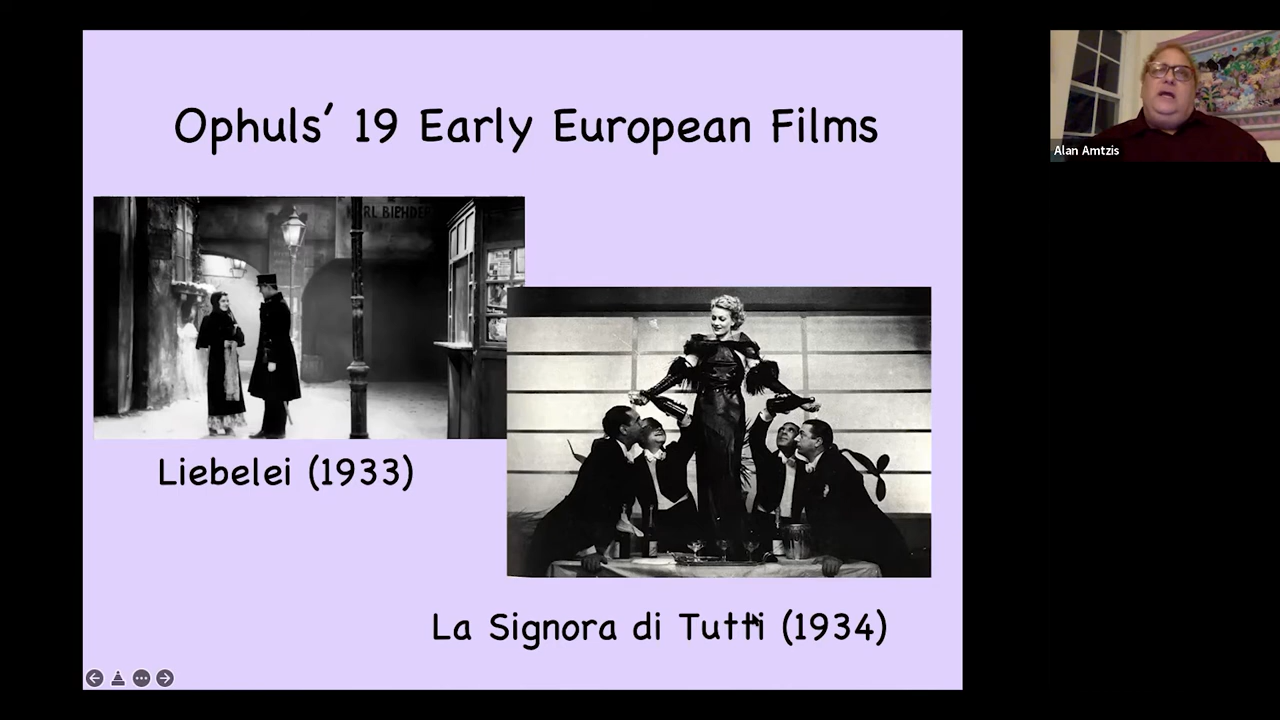 Ophuls' 19 Early European Films
Alan Amtzis
Liebelei (1933)
La Signora di Tutti (1934)